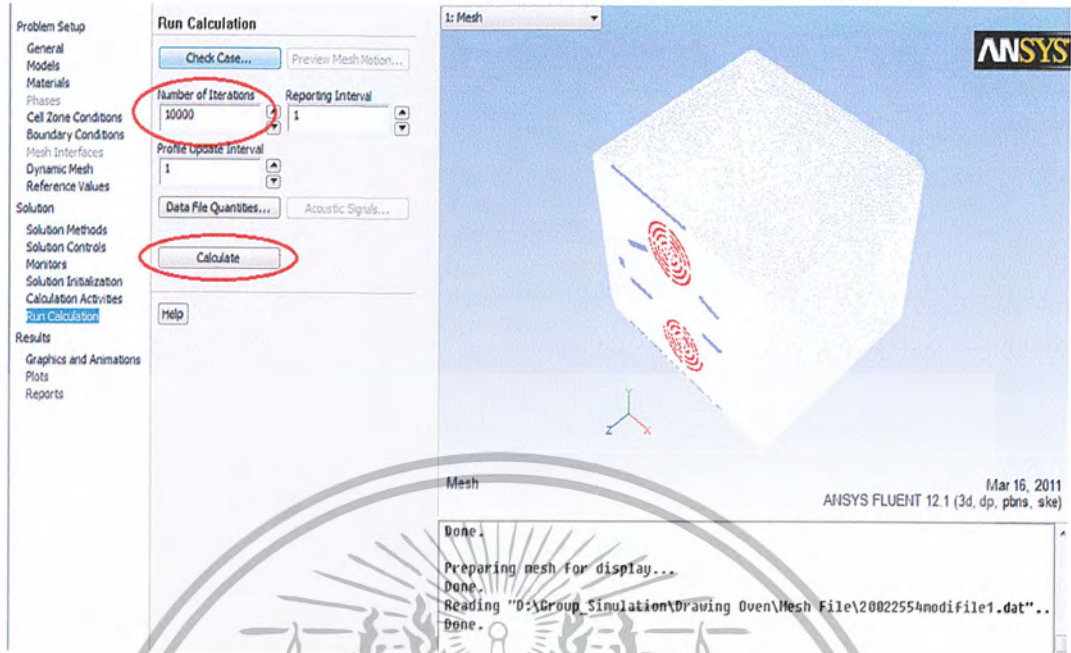 Problem Setup
General
Models
Materials
Phases
Cell Zone Conditions
Boundary Conditions
Mesh Interfaces
Dynamic Mesh
Reference Values
Solution
Solution Methods
Solution Controls
Monitors
Solution Initialization
Calculation Activities
Run Calculation
Results
Graphics and Animations
Plots
Reports
Run Calculation
Check Case...
Preview Mesh Motion...
Number of Iterations
Reporting Interval
10000
1
Profile Update Interval
1
Data File Quantities...
Acoustic Signals...
Calculate
Help
1: Mesh
ANSYS
Y
Z
X
Mesh
Mar 16, 2011
ANSYS FLUENT 12.1 (3d, dp, pbns, ske)
Done.
Preparing mesh for display...
Done.
Reading "D:\Group_Simulation\Drawing Oven\Mesh File\20022554modifile1.dat"..
Done.